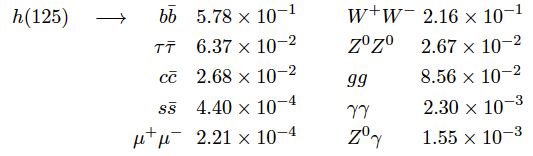 h(125) ⟶ bb̄ 5.78 × 10⁻¹ W⁺W⁻ 2.16 × 10⁻¹
ττ̄ 6.37 × 10⁻² Z⁰Z⁰ 2.67 × 10⁻²
cc̄ 2.68 × 10⁻² gg 8.56 × 10⁻²
ss̄ 4.40 × 10⁻⁴ γγ 2.30 × 10⁻³
μ⁺μ⁻ 2.21 × 10⁻⁴ Z⁰γ 1.55 × 10⁻³